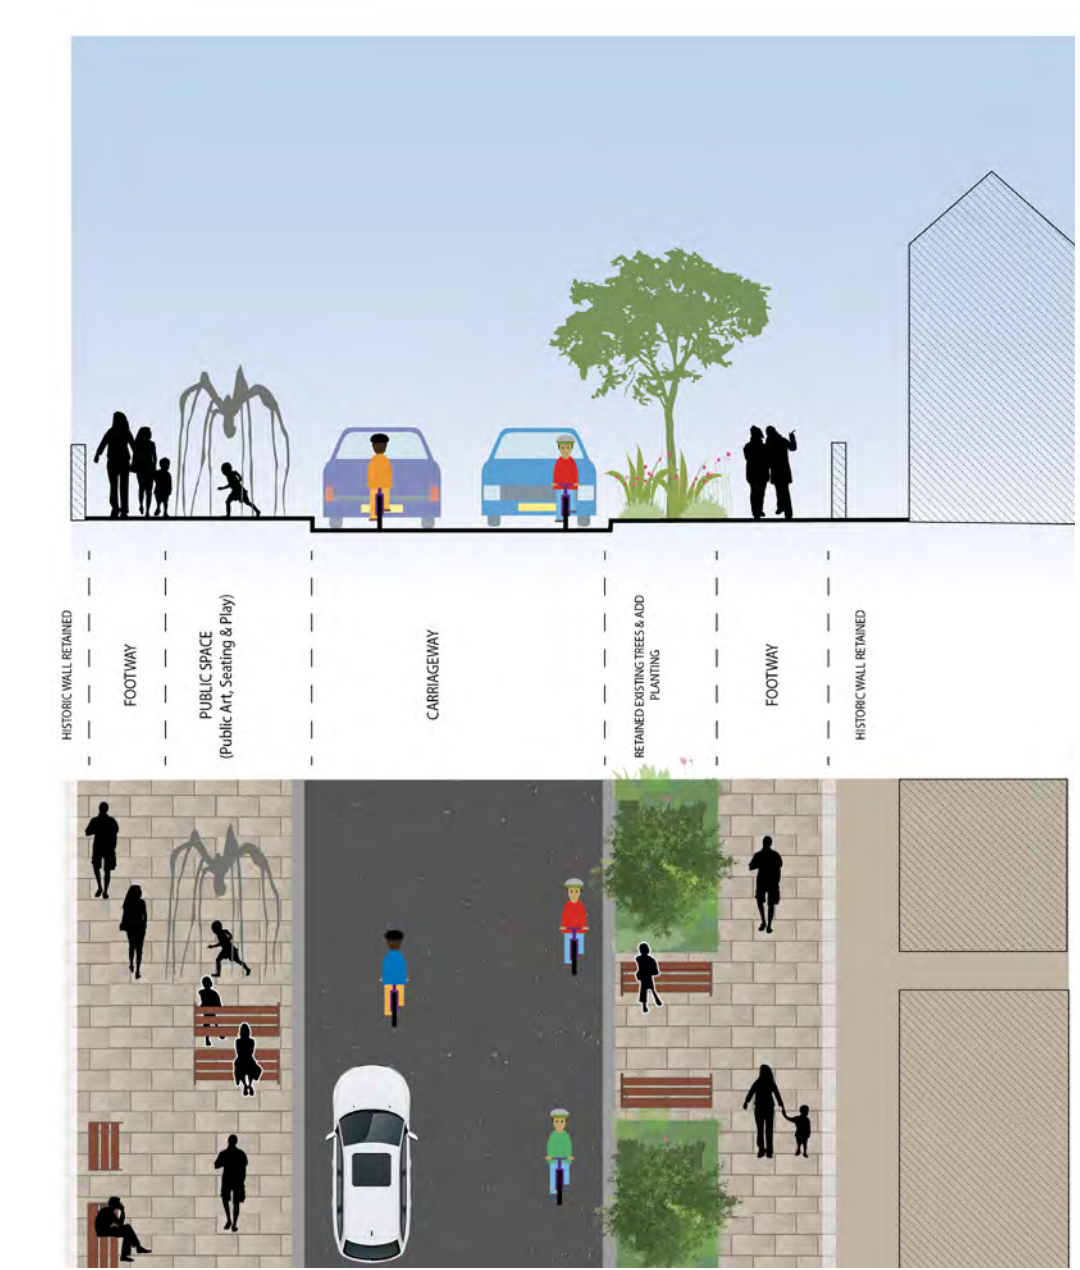 HISTORIC WALL RETAINED
FOOTWAY
PUBLIC SPACE
(Public Art, Seating & Play)
CARRIAGEWAY
RETAINED EXISTING TREES & ADD
PLANTING
FOOTWAY
HISTORIC WALL RETAINED